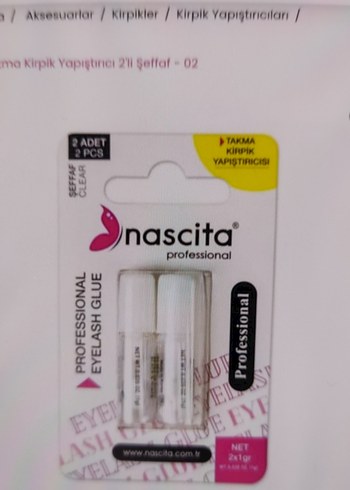 / Aksesuarlar / Kirpikler / Kirpik Yapıştırıcıları /
Kirpik Yapıştırıcı 2'li Şeffaf - 02
2 ADET
2 PCS
ŞEFFAF
CLEAR
TAKMA
KİRPİK
YAPIŞTIRICISI
nascita®
professional
PROFESSIONAL
EYELASH GLUE
Professional
www.nascita.com.tr
NET
2x1gr